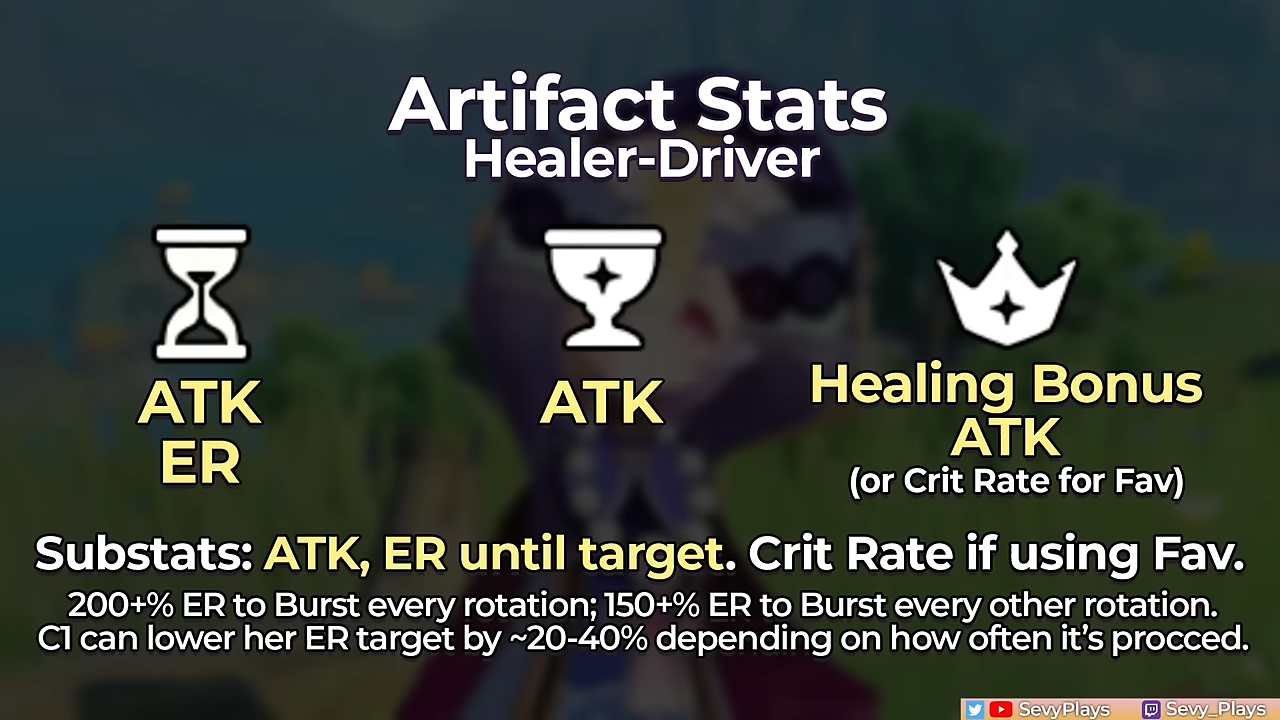 Artifact Stats
Healer-Driver
ATK
ER
ATK
Healing Bonus
ATK
(or Crit Rate for Fav)
Substats: ATK, ER until target. Crit Rate if using Fav.
200+% ER to Burst every rotation; 150+% ER to Burst every other rotation.
C1 can lower her ER target by ~20-40% depending on how often it’s procced.
SevyPlays Sevy_Plays